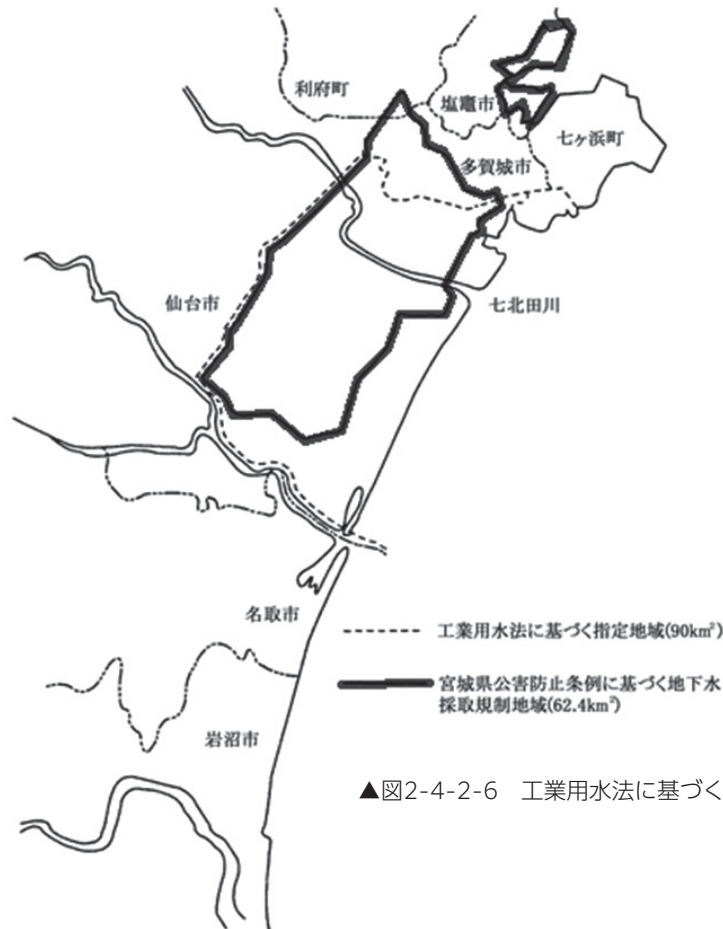 利府町
塩竈市
七ヶ浜町
多賀城市
仙台市
七北田川
名取市
工業用水法に基づく指定地域(90km²)
宮城県公害防止条例に基づく地下水
採取規制地域(62.4km²)
岩沼市
▲図2-4-2-6 工業用水法に基づく